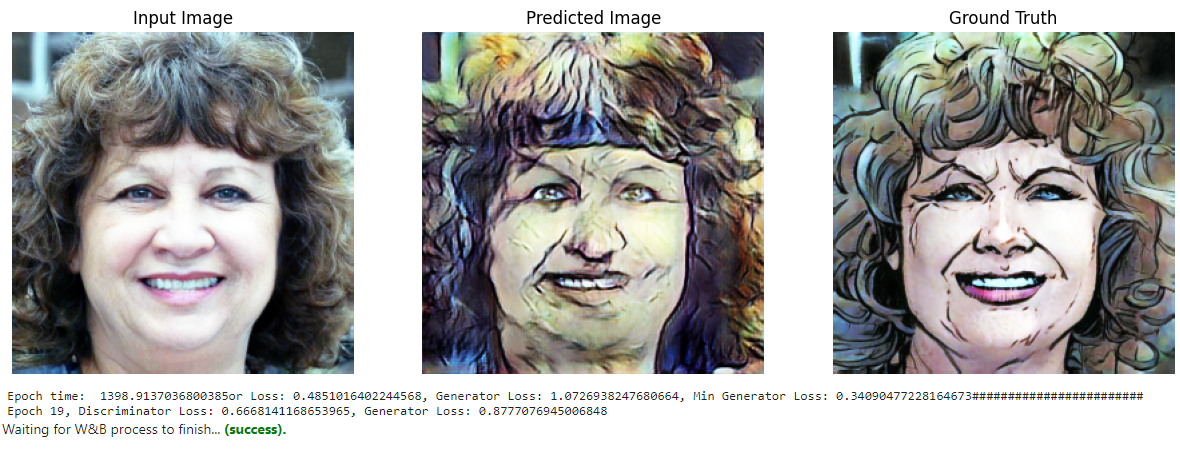 Input Image
Predicted Image
Ground Truth
Epoch time:  1398.9137036800385or Loss: 0.4851016402244568, Generator Loss: 1.0726938247680664, Min Generator Loss: 0.34090477228164673########################
Epoch 19, Discriminator Loss: 0.6668141168653965, Generator Loss: 0.8777076945006848
Waiting for W&B process to finish... (success).